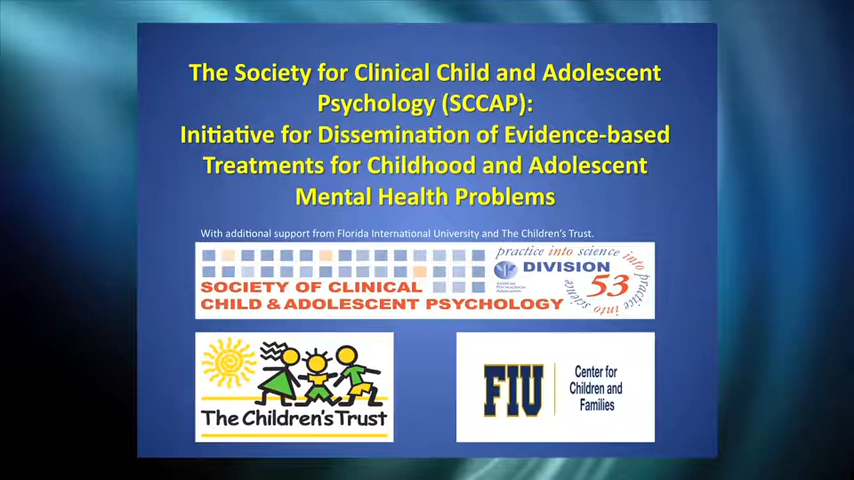 The Society for Clinical Child and Adolescent
Psychology (SCCAP):
Initiative for Dissemination of Evidence-based
Treatments for Childhood and Adolescent
Mental Health Problems
With additional support from Florida International University and The Children's Trust.
practice into science into practice into science
DIVISION
53
AMERICAN
PSYCHOLOGICAL
ASSOCIATION
SOCIETY OF CLINICAL
CHILD & ADOLESCENT PSYCHOLOGY
The Children's Trust
FIU
Center for
Children and
Families